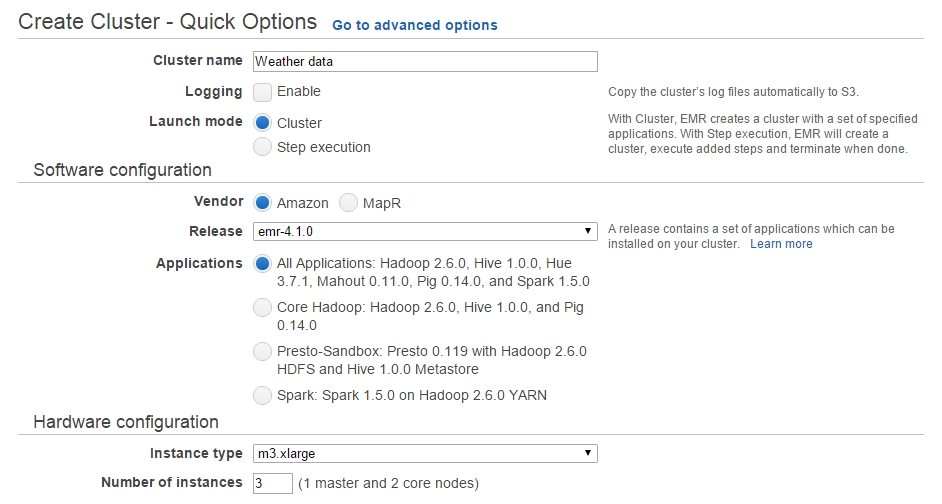 Create Cluster - Quick Options Go to advanced options
Cluster name Weather data
Logging Enable Copy the cluster's log files automatically to S3.
Launch mode Cluster With Cluster, EMR creates a cluster with a set of specified
applications. With Step execution, EMR will create a
Step execution cluster, execute added steps and terminate when done.
Software configuration
Vendor Amazon MapR
Release emr-4.1.0 A release contains a set of applications which can be
installed on your cluster. Learn more
Applications All Applications: Hadoop 2.6.0, Hive 1.0.0, Hue
3.7.1, Mahout 0.11.0, Pig 0.14.0, and Spark 1.5.0
Core Hadoop: Hadoop 2.6.0, Hive 1.0.0, and Pig
0.14.0
Presto-Sandbox: Presto 0.119 with Hadoop 2.6.0
HDFS and Hive 1.0.0 Metastore
Spark: Spark 1.5.0 on Hadoop 2.6.0 YARN
Hardware configuration
Instance type m3.xlarge
Number of instances 3 (1 master and 2 core nodes)